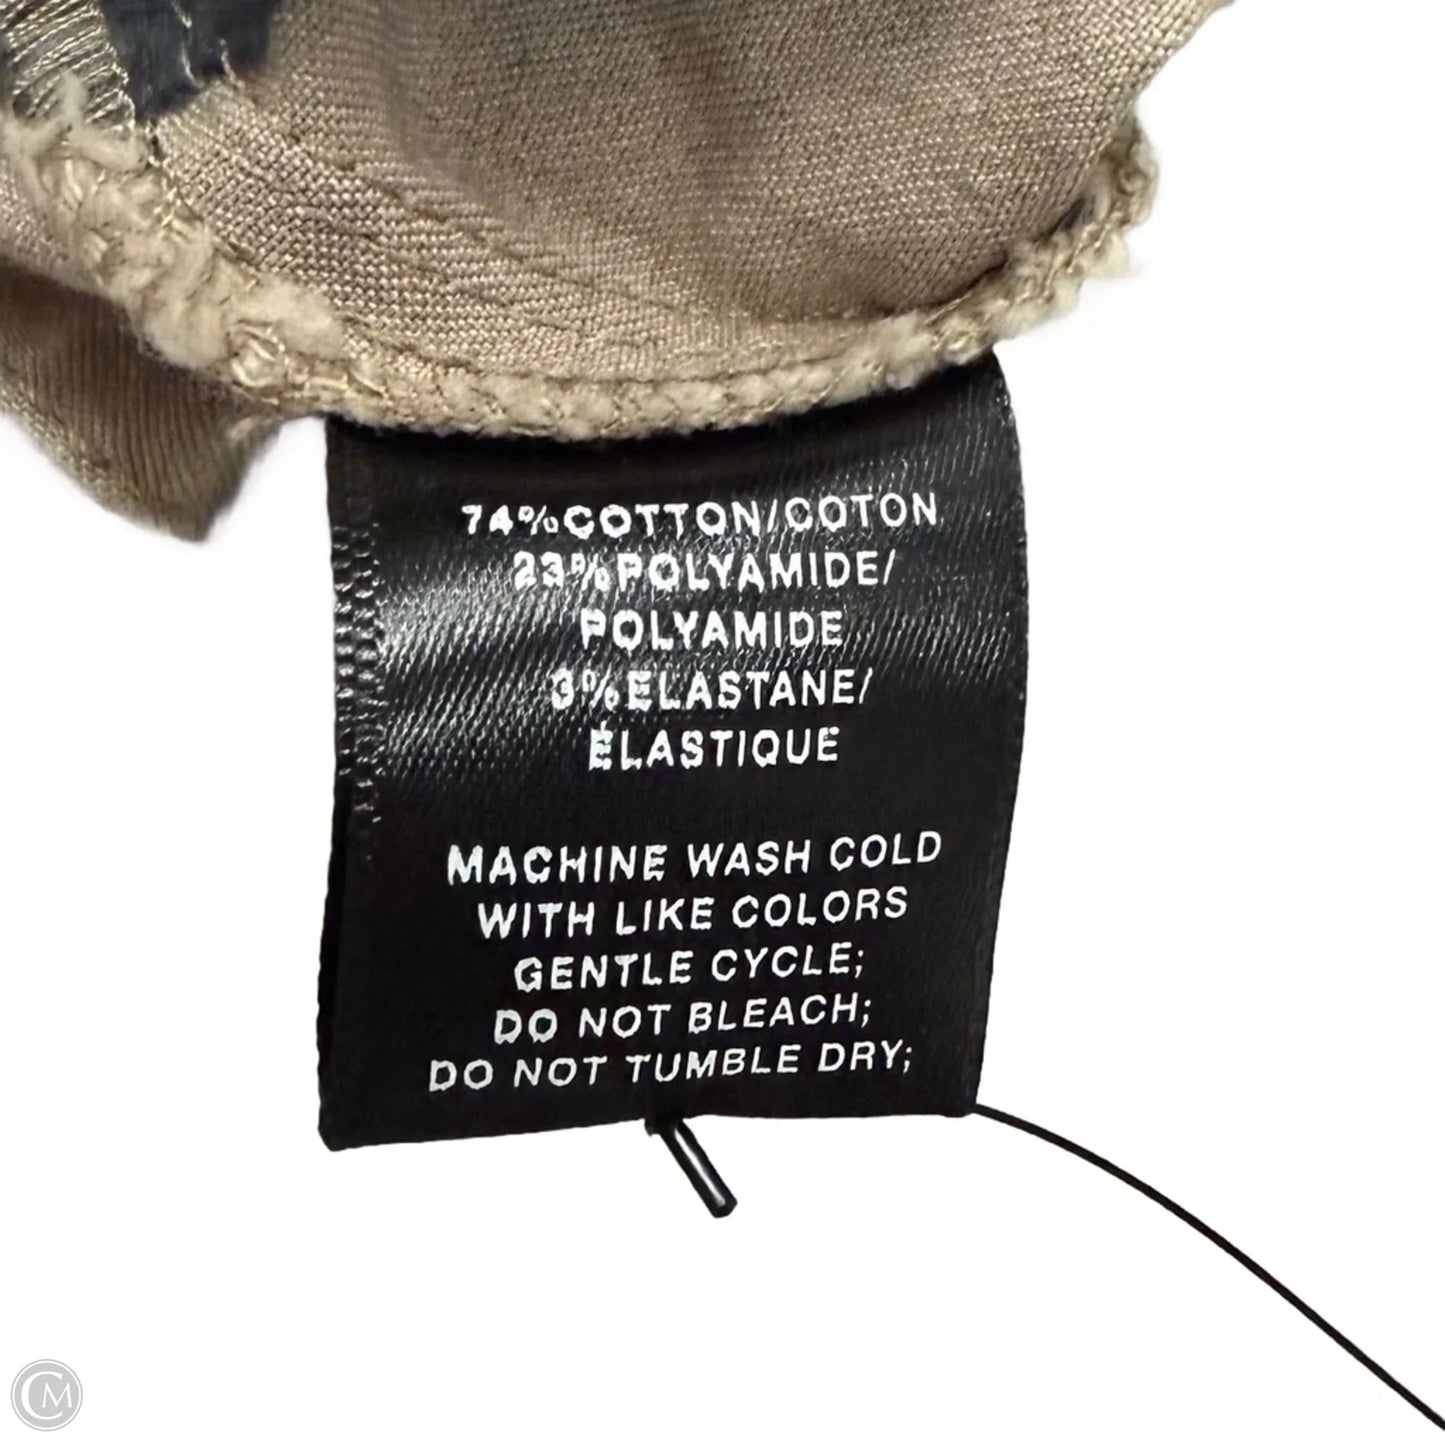 74%COTTON/COTON
23%POLYAMIDE/
POLYAMIDE
3%ELASTANE/
ÉLASTIQUE
MACHINE WASH COLD
WITH LIKE COLORS
GENTLE CYCLE;
DO NOT BLEACH;
DO NOT TUMBLE DRY;
CM